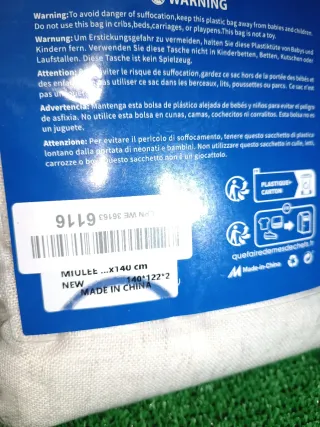 WARNING
Warning:To avoid danger of suffocation,keep this plastic bag away from babies and children.
Do not use this bag in cribs,beds,carriages, or playpens.This bag is not a toy.
Warnung: Um Erstickungsgefahr zu vermeiden, halten Sie diese Plastiktüte von Babys und
Kindern fern. Verwenden Sie diese Tasche nicht in Kinderbetten, Betten, Kutschen oder
Laufställen. Diese Tasche ist kein Spielzeug.
Attention: le risque de suffocation,gardez ce sac hors de la portée des bébés et
des pas utiliser ce sac dans les berceaux, lits, poussettes ou parcs. Ce sac n'est
pas un
Advertencia: Mantenga esta bolsa de plástico alejada de bebés y niños para evitar el peligro
de asfixia. No utilice esta bolsa en cunas, camas, cochecitos ni corralitos. Esta bolsa no es
un juguete.
Attenzione: Per evitare il pericolo di soffocamento, tenere questo sacchetto di plastica
lontano dalla portata di neonati e bambini. Non utilizzare questo sacchetto in culle, letti,
carrozze o box. questo sacchetto non è un giocattolo.
PLASTIQUE+
CARTON
6116
quefairedemesdechets.fr
Made-in-China
MIULEE ...x140 cm
NEW 140*122*2
MADE IN CHINA